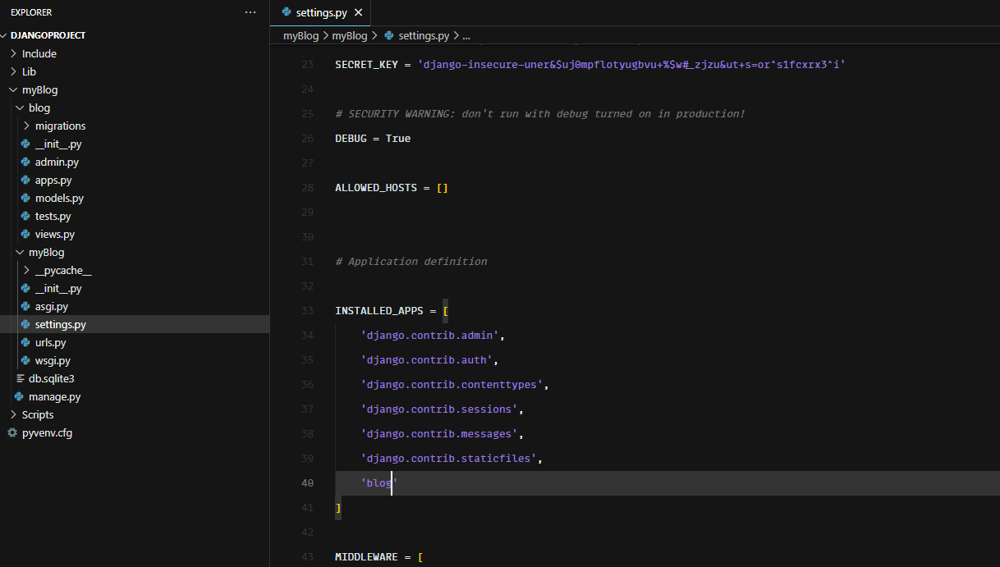 EXPLORER
···
DJANGOPROJECT
Include
Lib
myBlog
blog
migrations
__init__.py
admin.py
apps.py
models.py
tests.py
views.py
myBlog
__pycache__
__init__.py
asgi.py
settings.py
urls.py
wsgi.py
db.sqlite3
manage.py
Scripts
pyvenv.cfg
settings.py
myBlog > myBlog > settings.py > ...
23 SECRET_KEY = 'django-insecure-uner&$uj0mpflotyugbvu+%$w#_zjzu&ut+s=or^s1fcxrx3^i'
24
25 # SECURITY WARNING: don't run with debug turned on in production!
26 DEBUG = True
27
28 ALLOWED_HOSTS = []
29
30
31 # Application definition
32
33 INSTALLED_APPS = [
34 'django.contrib.admin',
35 'django.contrib.auth',
36 'django.contrib.contenttypes',
37 'django.contrib.sessions',
38 'django.contrib.messages',
39 'django.contrib.staticfiles',
40 'blog'
41 ]
42
43 MIDDLEWARE = [